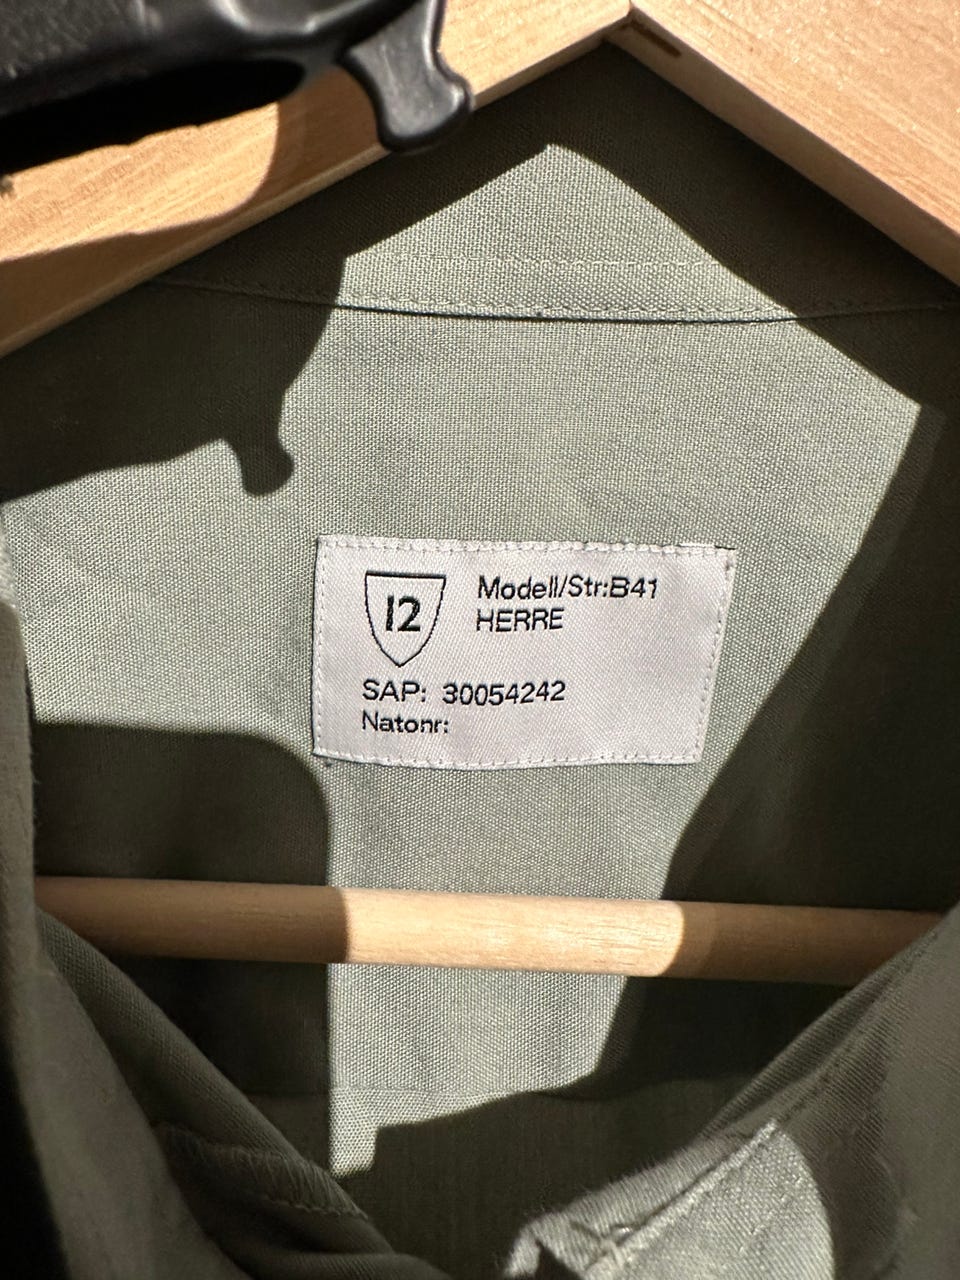 12
Modell/Str:B41
HERRE
SAP: 30054242
Natonr: